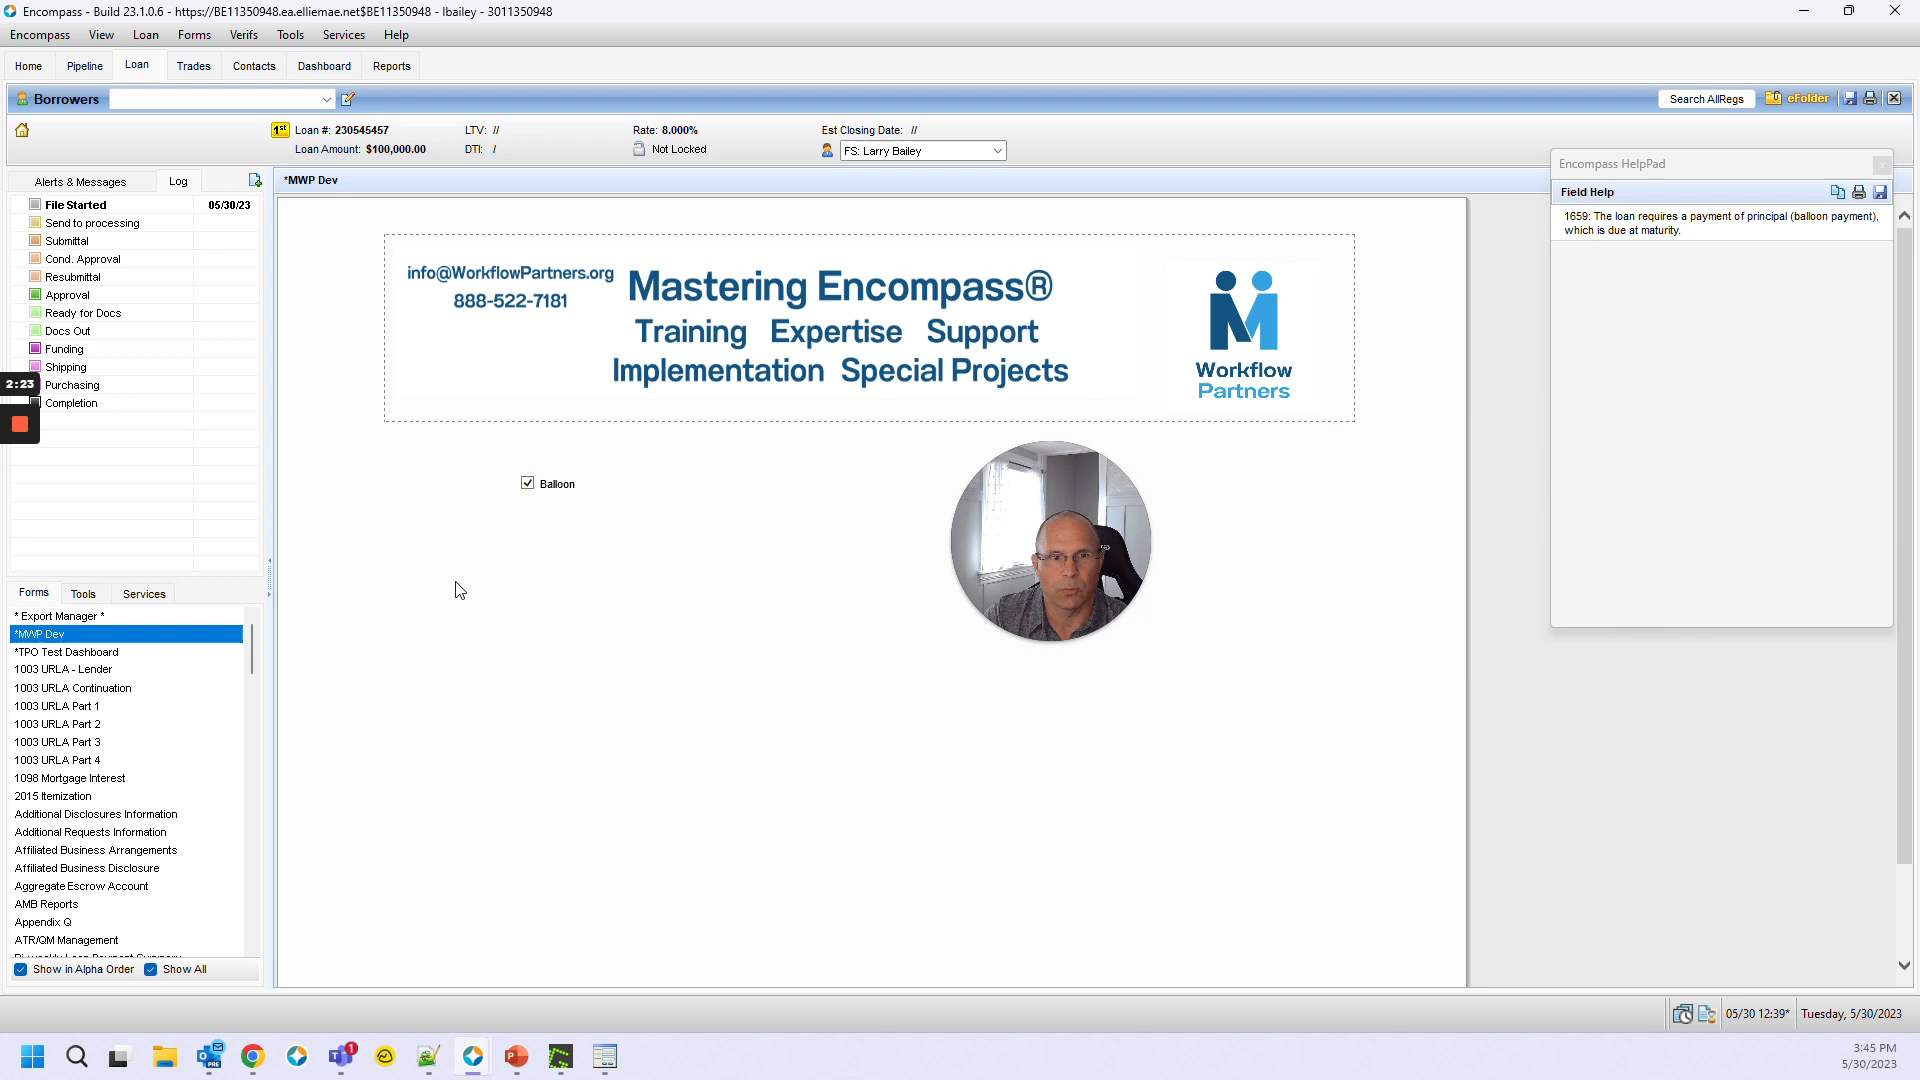 Encompass - Build 23.1.0.6 - https://BE11350948.ea.elliemae.net$BE11350948 - lbailey - 3011350948
Encompass View Loan Forms Verifs Tools Services Help
Home Pipeline Loan Trades Contacts Dashboard Reports
Borrowers
Search AllRegs eFolder
1st Loan #: 230545457 LTV: // Rate: 8.000% Est Closing Date: //
Loan Amount: $100,000.00 DTI: / Not Locked FS: Larry Bailey
Alerts & Messages Log
File Started 05/30/23
Send to processing
Submittal
Cond. Approval
Resubmittal
Approval
Ready for Docs
Docs Out
Funding
Shipping
Purchasing
Completion
2:23
Forms Tools Services
* Export Manager *
*MWP Dev
*TPO Test Dashboard
1003 URLA - Lender
1003 URLA Continuation
1003 URLA Part 1
1003 URLA Part 2
1003 URLA Part 3
1003 URLA Part 4
1098 Mortgage Interest
2015 Itemization
Additional Disclosures Information
Additional Requests Information
Affiliated Business Arrangements
Affiliated Business Disclosure
Aggregate Escrow Account
AMB Reports
Appendix Q
ATR/QM Management
Show in Alpha Order Show All
*MWP Dev
info@WorkflowPartners.org
888-522-7181
Mastering Encompass®
Training Expertise Support
Implementation Special Projects
Workflow
Partners
Balloon
Encompass HelpPad
x
Field Help
1659: The loan requires a payment of principal (balloon payment),
which is due at maturity.
05/30 12:39* Tuesday, 5/30/2023
PRE
1
3:45 PM
5/30/2023